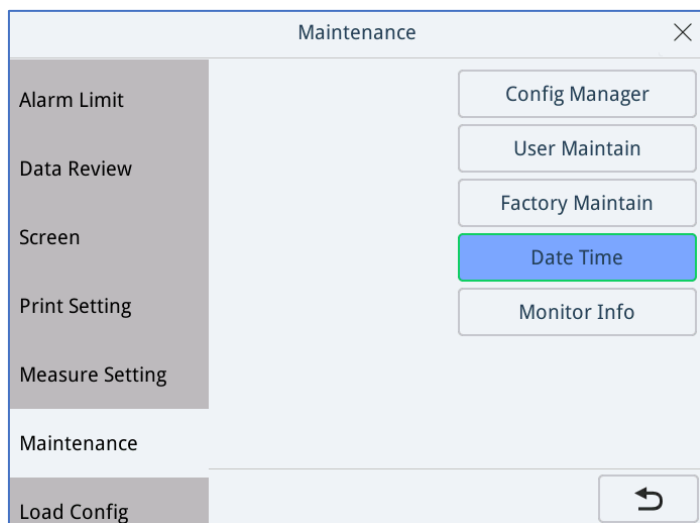 Maintenance
Alarm Limit
Data Review
Screen
Print Setting
Measure Setting
Maintenance
Load Config
Config Manager
User Maintain
Factory Maintain
Date Time
Monitor Info